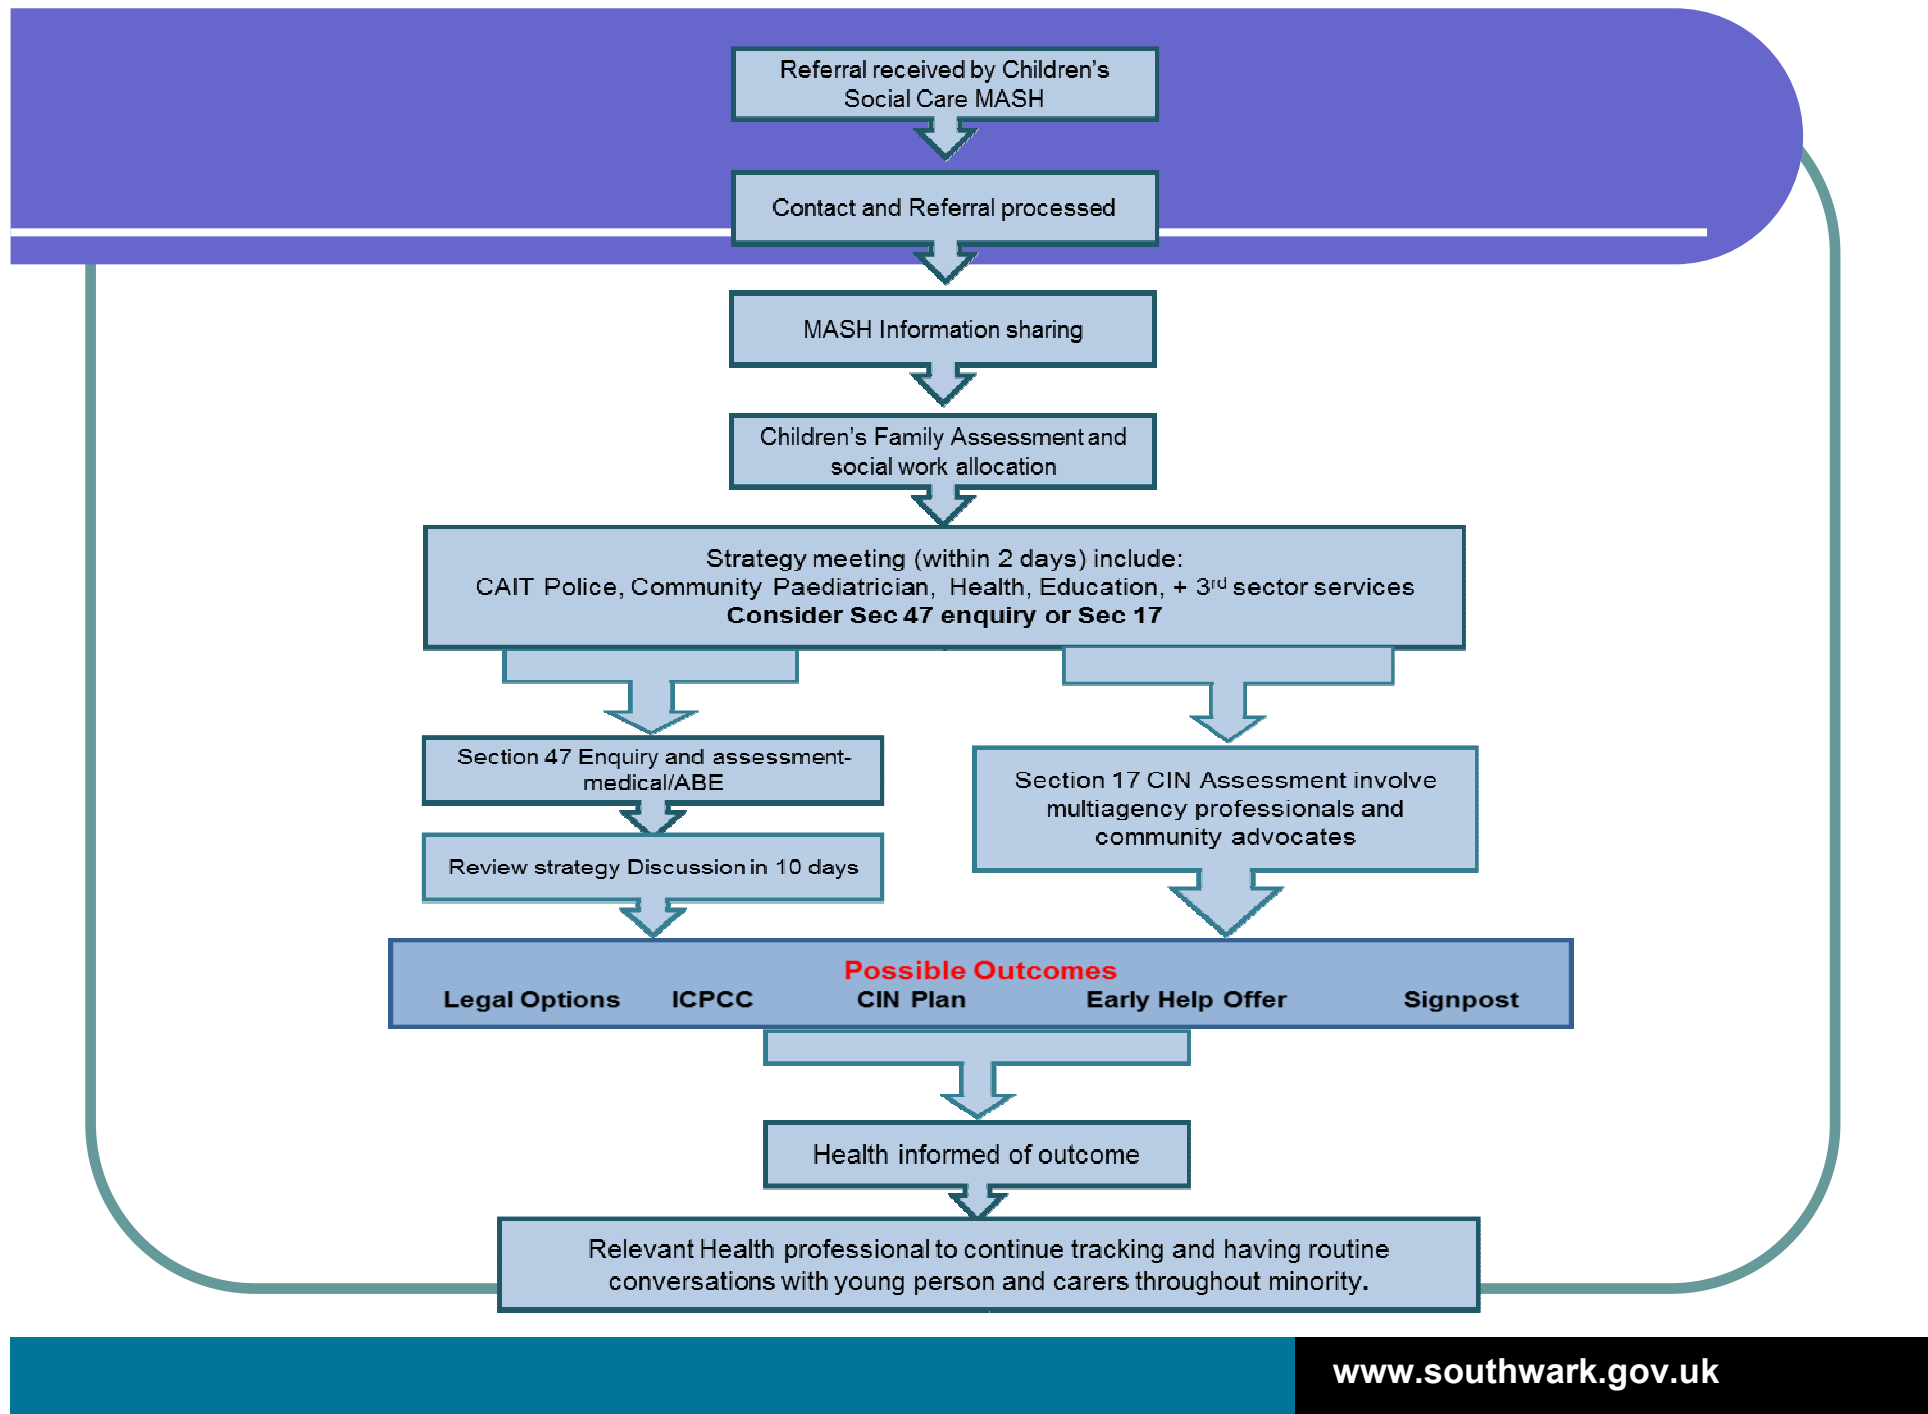 Referral received by Children's
Social Care MASH
Contact and Referral processed
MASH Information sharing
Children's Family Assessment and
social work allocation
Strategy meeting (within 2 days) include:
CAIT Police, Community Paediatrician, Health, Education, + 3rd sector services
Consider Sec 47 enquiry or Sec 17
Section 47 Enquiry and assessment-
medical/ABE
Review strategy Discussion in 10 days
Section 17 CIN Assessment involve
multiagency professionals and
community advocates
Possible Outcomes
Legal Options ICPCC CIN Plan Early Help Offer Signpost
Health informed of outcome
Relevant Health professional to continue tracking and having routine
conversations with young person and carers throughout minority.
www.southwark.gov.uk